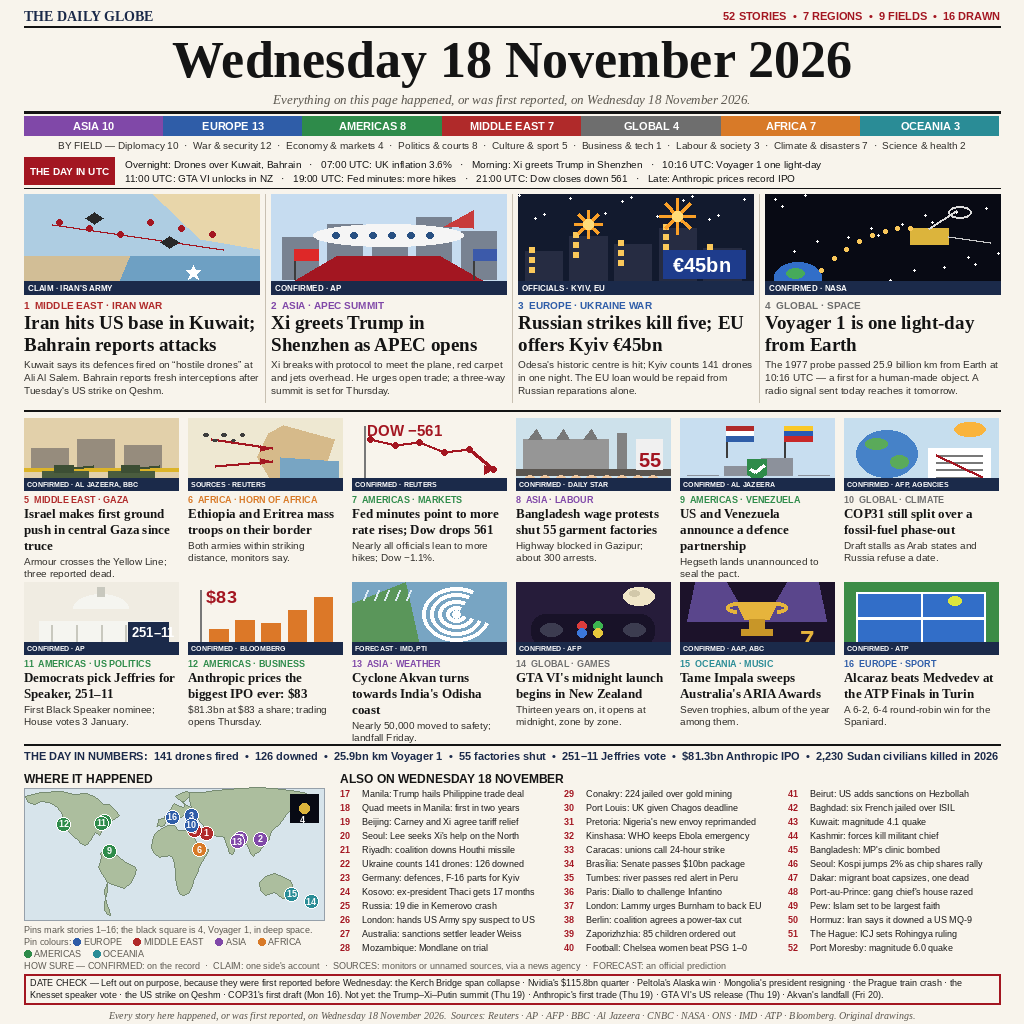 THE DAILY GLOBE
52 STORIES • 7 REGIONS • 9 FIELDS • 16 DRAWN
Wednesday 18 November 2026
Everything on this page happened, or was first reported, on Wednesday 18 November 2026.
ASIA 10 EUROPE 13 AMERICAS 8 MIDDLE EAST 7 GLOBAL 4 AFRICA 7 OCEANIA 3
BY FIELD — Diplomacy 10 · War & security 12 · Economy & markets 4 · Politics & courts 8 · Culture & sport 5 · Business & tech 1 · Labour & society 3 · Climate & disasters 7 · Science & health 2
THE DAY IN UTC
Overnight: Drones over Kuwait, Bahrain · 07:00 UTC: UK inflation 3.6% · Morning: Xi greets Trump in Shenzhen · 10:16 UTC: Voyager 1 one light-day
11:00 UTC: GTA VI unlocks in NZ · 19:00 UTC: Fed minutes: more hikes · 21:00 UTC: Dow closes down 561 · Late: Anthropic prices record IPO
CLAIM · IRAN'S ARMY
1 MIDDLE EAST · IRAN WAR
Iran hits US base in Kuwait;
Bahrain reports attacks
Kuwait says its defences fired on “hostile drones” at
Ali Al Salem. Bahrain reports fresh interceptions after
Tuesday's US strike on Qeshm.
CONFIRMED · AP
2 ASIA · APEC SUMMIT
Xi greets Trump in
Shenzhen as APEC opens
Xi breaks with protocol to meet the plane, red carpet
and jets overhead. He urges open trade; a three-way
summit is set for Thursday.
€45bn
OFFICIALS · KYIV, EU
3 EUROPE · UKRAINE WAR
Russian strikes kill five; EU
offers Kyiv €45bn
Odesa's historic centre is hit; Kyiv counts 141 drones
in one night. The EU loan would be repaid from
Russian reparations alone.
CONFIRMED · NASA
4 GLOBAL · SPACE
Voyager 1 is one light-day
from Earth
The 1977 probe passed 25.9 billion km from Earth at
10:16 UTC — a first for a human-made object. A
radio signal sent today reaches it tomorrow.
CONFIRMED · AL JAZEERA, BBC
5 MIDDLE EAST · GAZA
Israel makes first ground
push in central Gaza since
truce
Armour crosses the Yellow Line;
three reported dead.
SOURCES · REUTERS
6 AFRICA · HORN OF AFRICA
Ethiopia and Eritrea mass
troops on their border
Both armies within striking
distance, monitors say.
DOW −561
CONFIRMED · REUTERS
7 AMERICAS · MARKETS
Fed minutes point to more
rate rises; Dow drops 561
Nearly all officials lean to more
hikes; Dow −1.1%.
55
CONFIRMED · DAILY STAR
8 ASIA · LABOUR
Bangladesh wage protests
shut 55 garment factories
Highway blocked in Gazipur;
about 300 arrests.
CONFIRMED · AL JAZEERA
9 AMERICAS · VENEZUELA
US and Venezuela
announce a defence
partnership
Hegseth lands unannounced to
seal the pact.
CONFIRMED · AFP, AGENCIES
10 GLOBAL · CLIMATE
COP31 still split over a
fossil-fuel phase-out
Draft stalls as Arab states and
Russia refuse a date.
251–11
CONFIRMED · AP
11 AMERICAS · US POLITICS
Democrats pick Jeffries for
Speaker, 251–11
First Black Speaker nominee;
House votes 3 January.
$83
CONFIRMED · BLOOMBERG
12 AMERICAS · BUSINESS
Anthropic prices the
biggest IPO ever: $83
$81.3bn at $83 a share; trading
opens Thursday.
FORECAST · IMD, PTI
13 ASIA · WEATHER
Cyclone Akvan turns
towards India's Odisha
coast
Nearly 50,000 moved to safety;
landfall Friday.
CONFIRMED · AFP
14 GLOBAL · GAMES
GTA VI's midnight launch
begins in New Zealand
Thirteen years on, it opens at
midnight, zone by zone.
7
CONFIRMED · AAP, ABC
15 OCEANIA · MUSIC
Tame Impala sweeps
Australia's ARIA Awards
Seven trophies, album of the year
among them.
CONFIRMED · ATP
16 EUROPE · SPORT
Alcaraz beats Medvedev at
the ATP Finals in Turin
A 6-2, 6-4 round-robin win for the
Spaniard.
THE DAY IN NUMBERS: 141 drones fired • 126 downed • 25.9bn km Voyager 1 • 55 factories shut • 251–11 Jeffries vote • $81.3bn Anthropic IPO • 2,230 Sudan civilians killed in 2026
WHERE IT HAPPENED
12 11 16 3 10 1 6 13 2 9 15 14 4
Pins mark stories 1–16; the black square is 4, Voyager 1, in deep space.
Pin colours: EUROPE MIDDLE EAST ASIA AFRICA
AMERICAS OCEANIA
ALSO ON WEDNESDAY 18 NOVEMBER
17 Manila: Trump hails Philippine trade deal
18 Quad meets in Manila: first in two years
19 Beijing: Carney and Xi agree tariff relief
20 Seoul: Lee seeks Xi's help on the North
21 Riyadh: coalition downs Houthi missile
22 Ukraine counts 141 drones: 126 downed
23 Germany: defences, F-16 parts for Kyiv
24 Kosovo: ex-president Thaci gets 17 months
25 Russia: 19 die in Kemerovo crash
26 London: hands US Army spy suspect to US
27 Australia: sanctions settler leader Weiss
28 Mozambique: Mondlane on trial
29 Conakry: 224 jailed over gold mining
30 Port Louis: UK given Chagos deadline
31 Pretoria: Nigeria's new envoy reprimanded
32 Kinshasa: WHO keeps Ebola emergency
33 Caracas: unions call 24-hour strike
34 Brasília: Senate passes $10bn package
35 Tumbes: river passes red alert in Peru
36 Paris: Diallo to challenge Infantino
37 London: Lammy urges Burnham to back EU
38 Berlin: coalition agrees a power-tax cut
39 Zaporizhzhia: 85 children ordered out
40 Football: Chelsea women beat PSG 1–0
41 Beirut: US adds sanctions on Hezbollah
42 Baghdad: six French jailed over ISIL
43 Kuwait: magnitude 4.1 quake
44 Kashmir: forces kill militant chief
45 Bangladesh: MP's clinic bombed
46 Seoul: Kospi jumps 2% as chip shares rally
47 Dakar: migrant boat capsizes, one dead
48 Port-au-Prince: gang chief's house razed
49 Pew: Islam set to be largest faith
50 Hormuz: Iran says it downed a US MQ-9
51 The Hague: ICJ sets Rohingya ruling
52 Port Moresby: magnitude 6.0 quake
HOW SURE — CONFIRMED: on the record · CLAIM: one side's account · SOURCES: monitors or unnamed sources, via a news agency · FORECAST: an official prediction
DATE CHECK — Left out on purpose, because they were first reported before Wednesday: the Kerch Bridge span collapse · Nvidia's $115.8bn quarter · Peltola's Alaska win · Mongolia's president resigning · the Prague train crash · the
Knesset speaker vote · the US strike on Qeshm · COP31's first draft (Mon 16). Not yet: the Trump–Xi–Putin summit (Thu 19) · Anthropic's first trade (Thu 19) · GTA VI's US release (Thu 19) · Akvan's landfall (Fri 20).
Every story here happened, or was first reported, on Wednesday 18 November 2026. Sources: Reuters · AP · AFP · BBC · Al Jazeera · CNBC · NASA · ONS · IMD · ATP · Bloomberg. Original drawings.